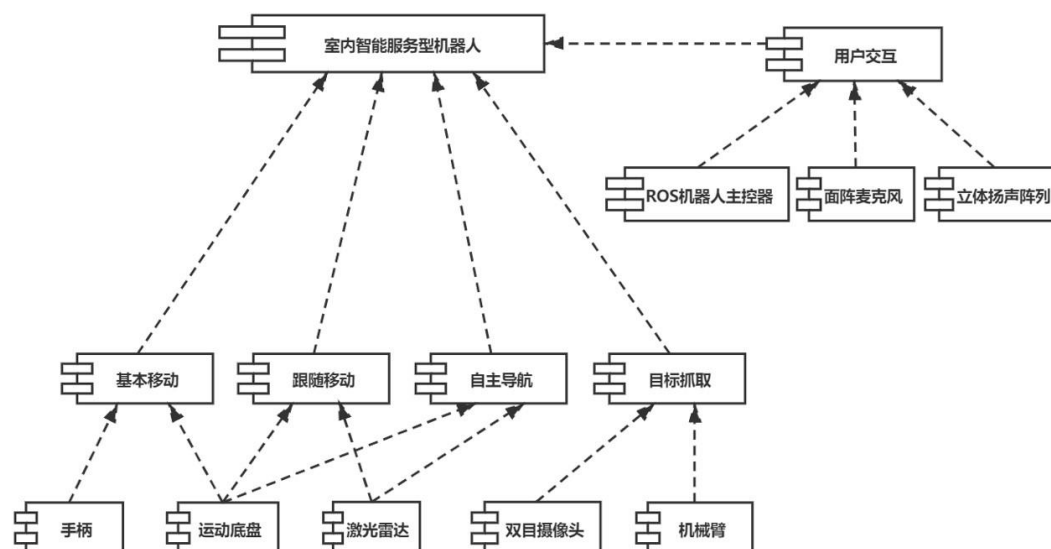 室内智能服务型机器人
用户交互
ROS机器人主控器
面阵麦克风
立体扬声阵列
基本移动
跟随移动
自主导航
目标抓取
手柄
运动底盘
激光雷达
双目摄像头
机械臂